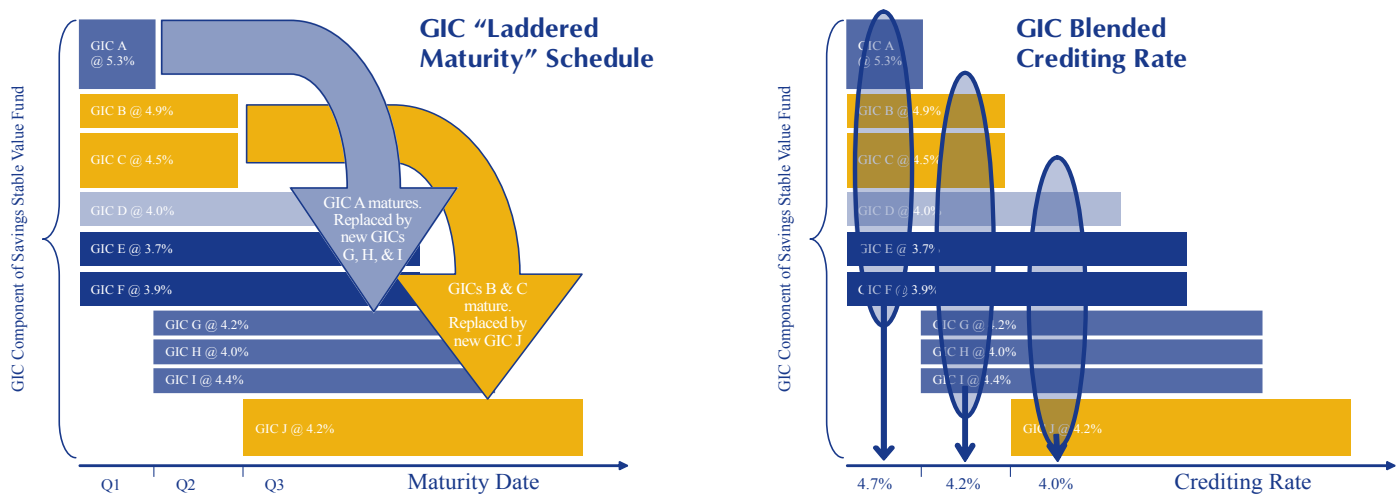 GIC “Laddered
Maturity” Schedule
GIC Component of Savings Stable Value Fund
GIC A
@ 5.3%
GIC B @ 4.9%
GIC C @ 4.5%
GIC D @ 4.0%
GIC E @ 3.7%
GIC F @ 3.9%
GIC G @ 4.2%
GIC H @ 4.0%
GIC I @ 4.4%
GIC J @ 4.2%
GIC A matures.
Replaced by
new GICs
G, H, & I
GICs B & C
mature.
Replaced by
new GIC J
Q1
Q2
Q3
Maturity Date
GIC Blended
Crediting Rate
GIC Component of Savings Stable Value Fund
GIC A
@ 5.3%
GIC B @ 4.9%
GIC C @ 4.5%
GIC D @ 4.0%
GIC E @ 3.7%
GIC F @ 3.9%
GIC G @ 4.2%
GIC H @ 4.0%
GIC I @ 4.4%
GIC J @ 4.2%
4.7%
4.2%
4.0%
Crediting Rate